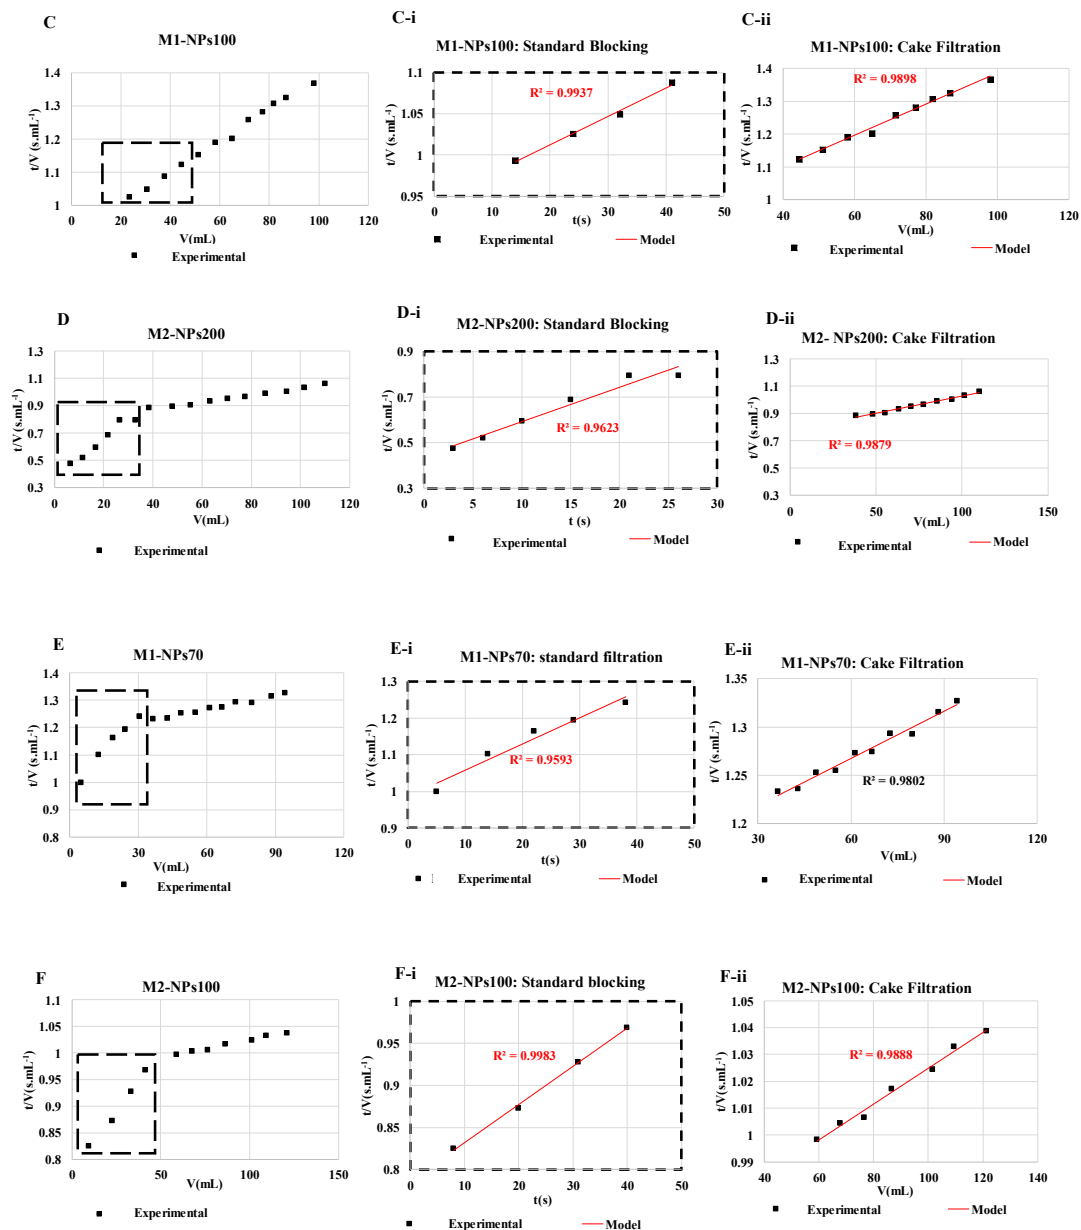 C
M1-NPs100
t/V (s.mL-1)
1.4
1.3
1.2
1.1
1
0 20 40 60 80 100 120
V(mL)
Experimental
C-i
M1-NPs100: Standard Blocking
R² = 0.9937
t/V (s.mL-1)
1.1
1.05
1
0.95
0 10 20 30 40 50
t(s)
Experimental Model
C-ii
M1-NPs100: Cake Filtration
R² = 0.9898
t/V (s.mL-1)
1.4
1.3
1.2
1.1
1
40 60 80 100 120
V(mL)
Experimental Model
D
M2-NPs200
t/V (s.mL-1)
1.3
1.1
0.9
0.7
0.5
0.3
0 20 40 60 80 100 120
V(mL)
Experimental
D-i
M2-NPs200: Standard Blocking
R² = 0.9623
t/V (s.mL-1)
0.9
0.7
0.5
0.3
0 5 10 15 20 25 30
t (s)
Experimental Model
D-ii
M2- NPs200: Cake Filtration
R² = 0.9879
t/V (s.mL-1)
1.3
1.1
0.9
0.7
0.5
0.3
0 50 100 150
V(mL)
Experimental Model
E
M1-NPs70
t/V (s.mL-1)
1.4
1.3
1.2
1.1
1
0.9
0.8
0 30 60 90 120
V(mL)
Experimental
E-i
M1-NPs70: standard filtration
R² = 0.9593
t/V (s.mL-1)
1.3
1.2
1.1
1
0.9
0 10 20 30 40 50
t(s)
Experimental Model
E-ii
M1-NPs70: Cake Filtration
R² = 0.9802
t/V (s.mL-1)
1.35
1.3
1.25
1.2
30 60 90 120
V(mL)
Experimental Model
F
M2-NPs100
t/V(s.mL-1)
1.1
1.05
1
0.95
0.9
0.85
0.8
0 50 100 150
V(mL)
Experimental
F-i
M2-NPs100: Standard blocking
R² = 0.9983
t/V (s.mL-1)
1
0.95
0.9
0.85
0.8
0 10 20 30 40 50
t(s)
Experimental Model
F-ii
M2-NPs100: Cake Filtration
R² = 0.9888
t/V (s.mL-1)
1.05
1.04
1.03
1.02
1.01
1
0.99
40 60 80 100 120 140
V(mL)
Experimental Model